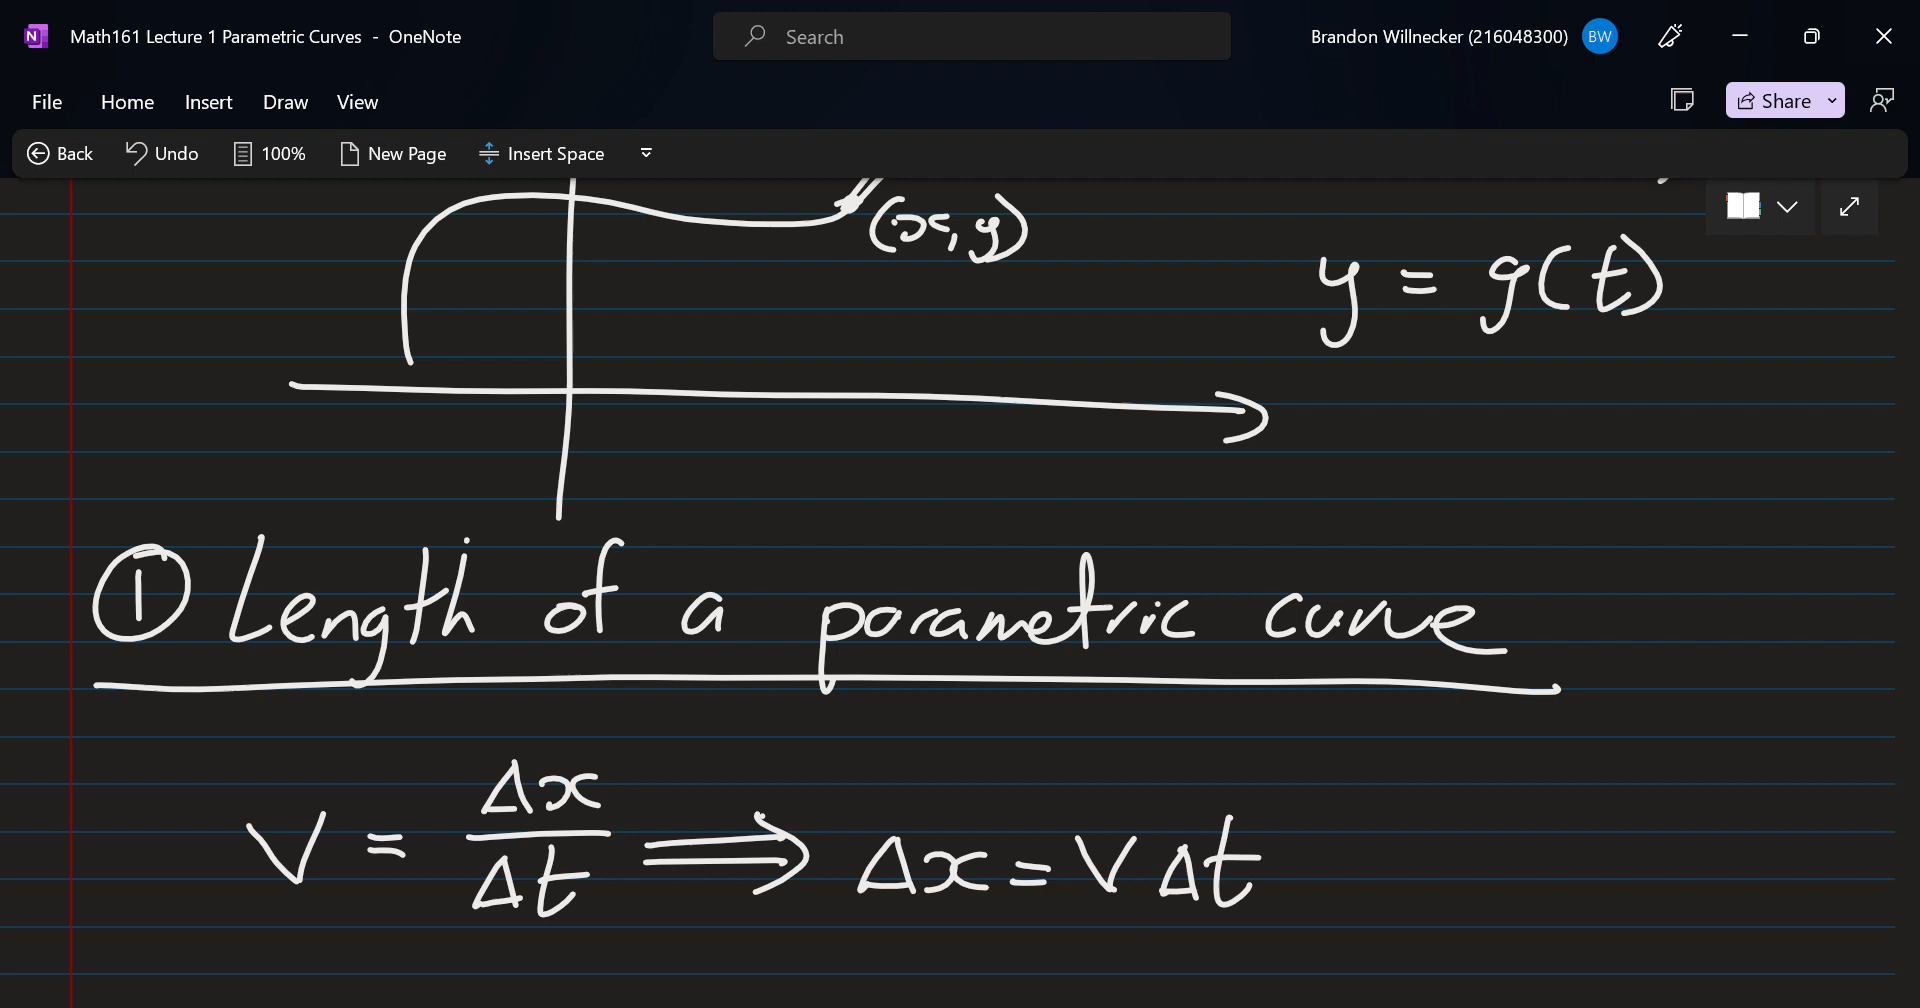 Math161 Lecture 1 Parametric Curves - OneNote
Search
Brandon Willnecker (216048300) BW
File Home Insert Draw View
Share
Back Undo 100% New Page Insert Space
(x, y)
y = g(t)
① Length of a parametric curve
V = Δx/Δt ⟹ Δx = V Δt